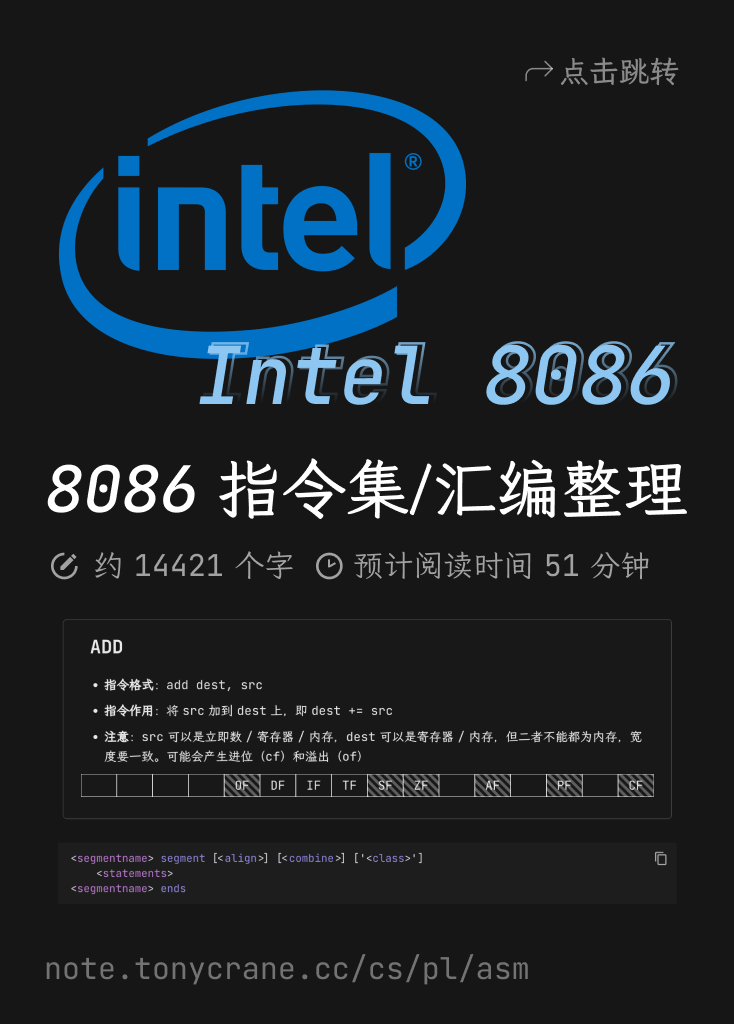 点击跳转
intel®
Intel 8086
8086 指令集/汇编整理
约 14421 个字 预计阅读时间 51 分钟
ADD
• 指令格式：add dest, src
• 指令作用：将 src 加到 dest 上，即 dest += src
• 注意：src 可以是立即数 / 寄存器 / 内存，dest 可以是寄存器 / 内存，但二者不能都为内存，宽
度要一致。可能会产生进位（cf）和溢出（of）
OF DF IF TF SF ZF AF PF CF
<segmentname> segment [<align>] [<combine>] ['<class>']
<statements>
<segmentname> ends
note.tonycrane.cc/cs/pl/asm